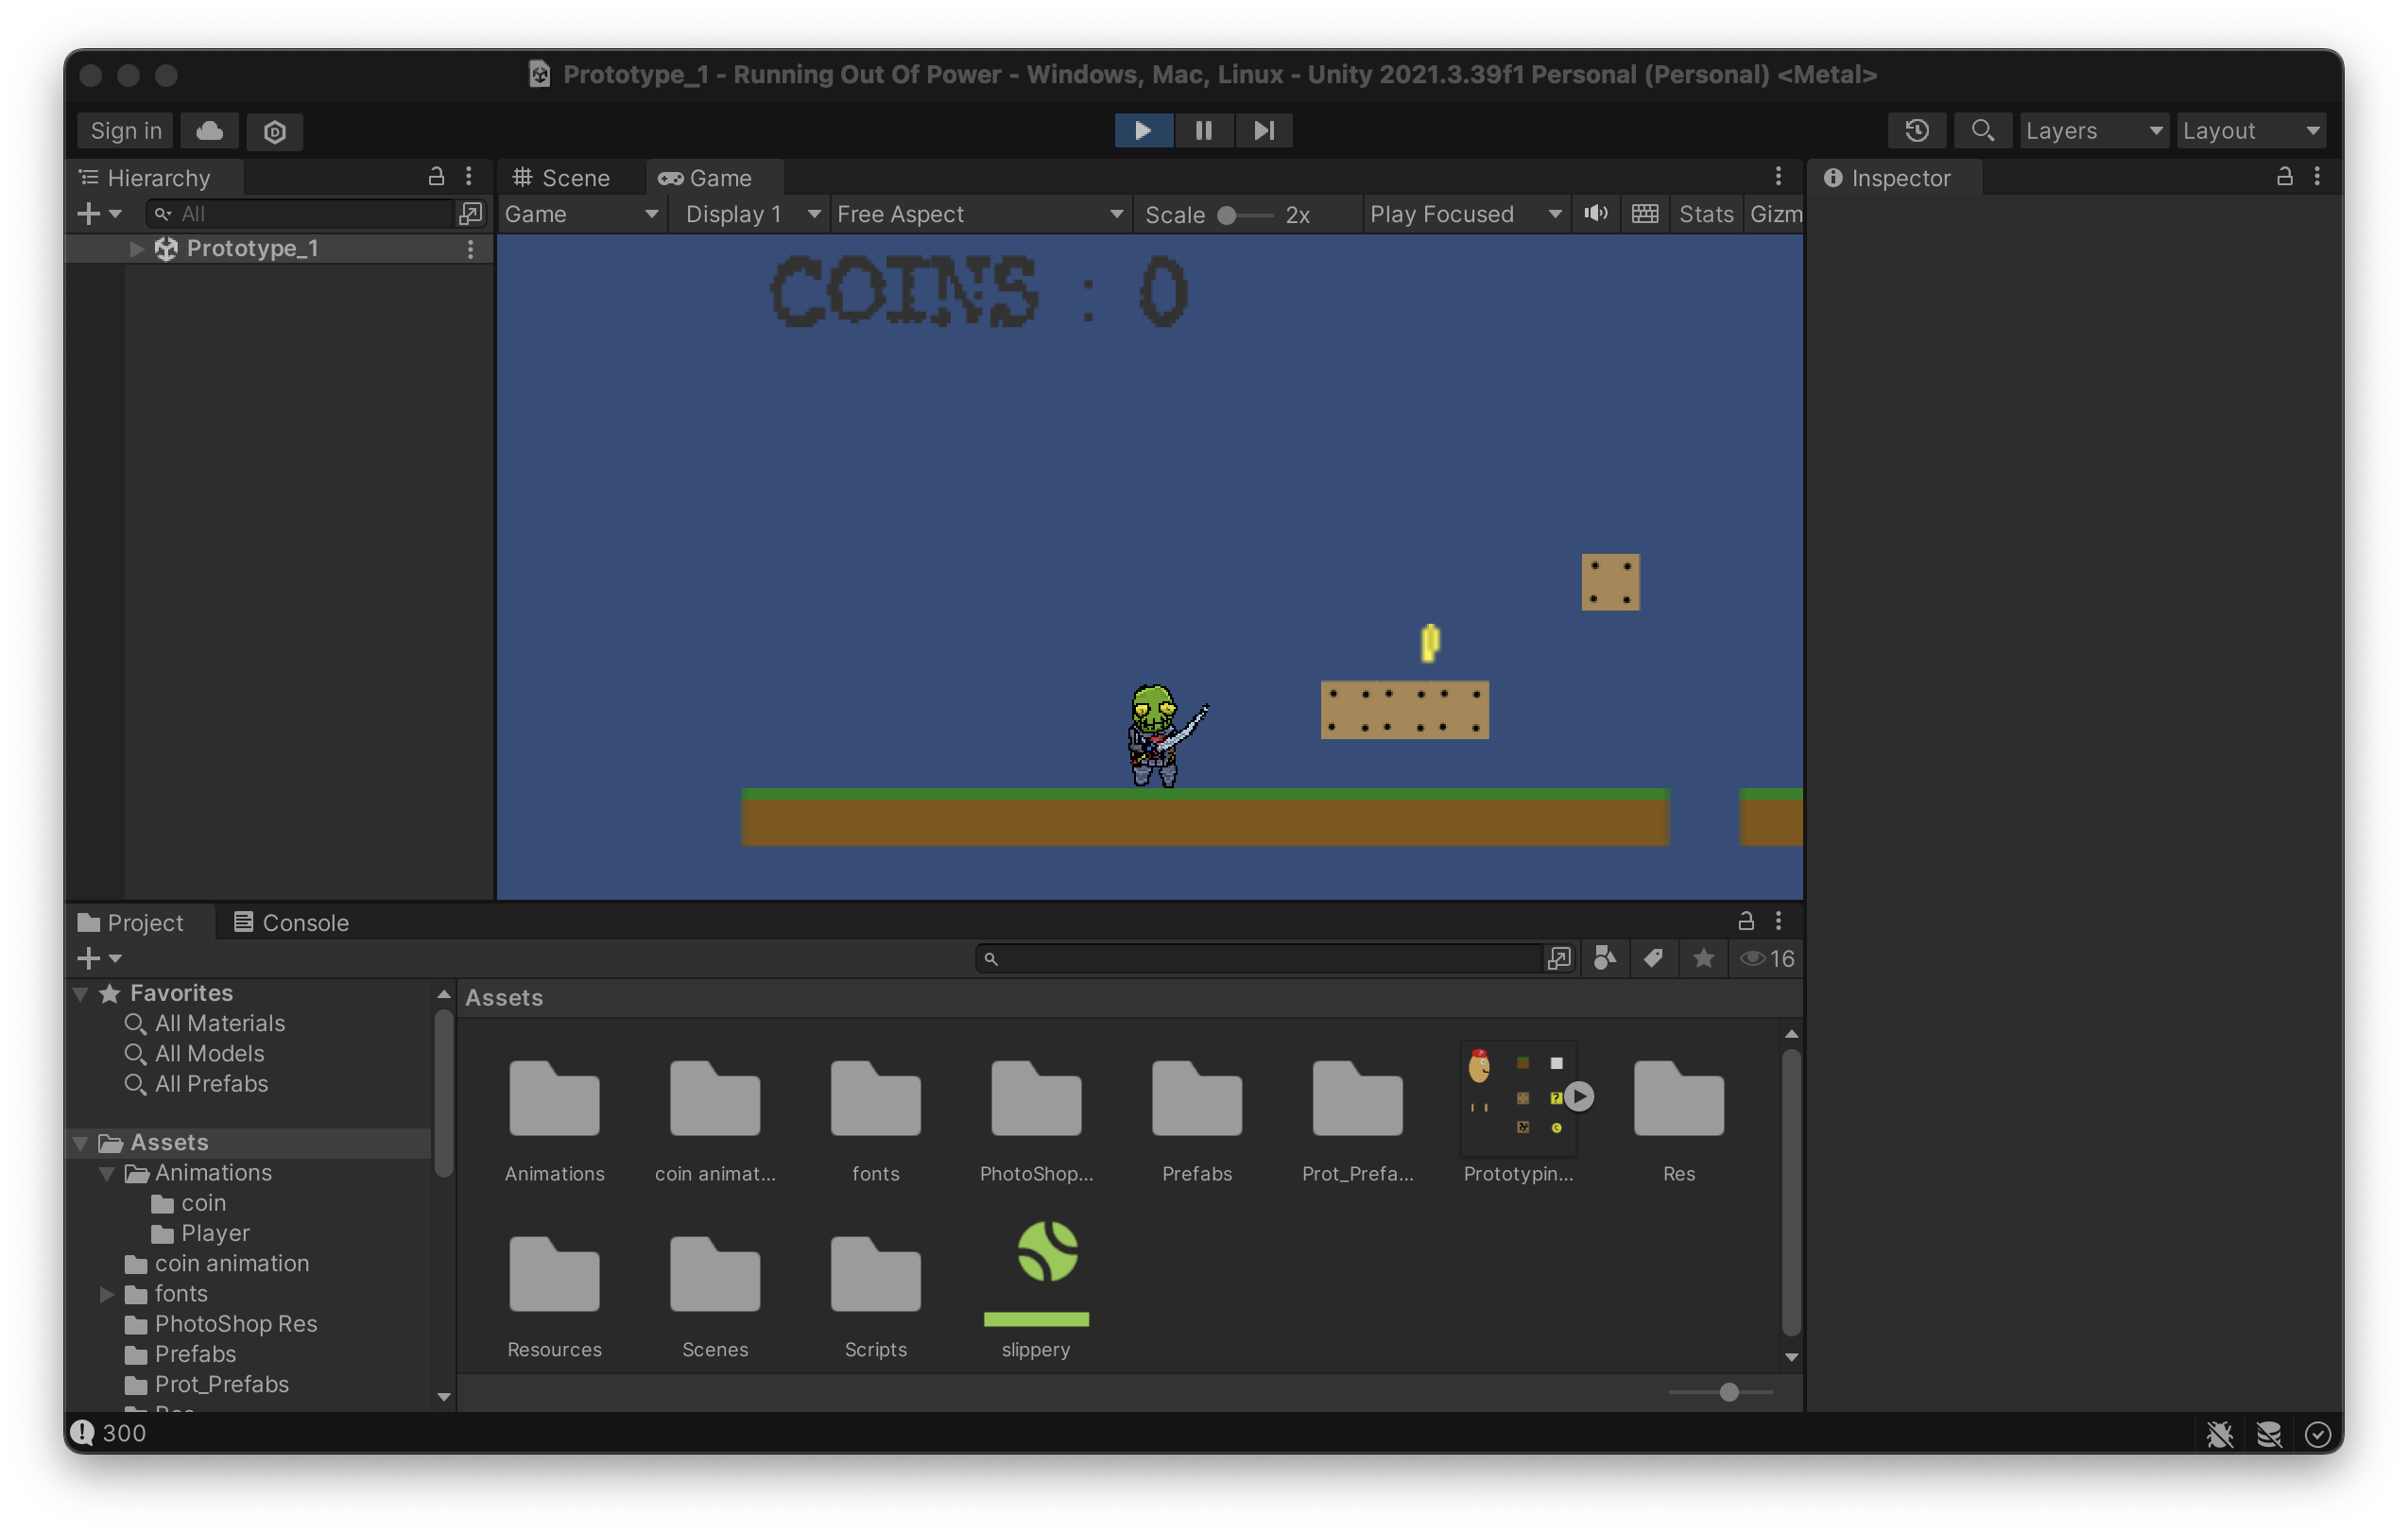 Prototype_1 - Running Out Of Power - Windows, Mac, Linux - Unity 2021.3.39f1 Personal (Personal) <Metal>
Sign in
Layers
Layout
Hierarchy
All
Prototype_1
Scene
Game
Game
Display 1
Free Aspect
Scale
2x
Play Focused
Stats
Gizm
COINS : 0
Inspector
Project
Console
16
Favorites
All Materials
All Models
All Prefabs
Assets
Animations
coin
Player
coin animation
fonts
PhotoShop Res
Prefabs
Prot_Prefabs
Assets
Animations
coin animat...
fonts
PhotoShop...
Prefabs
Prot_Prefa...
Prototypin...
Res
Resources
Scenes
Scripts
slippery
300